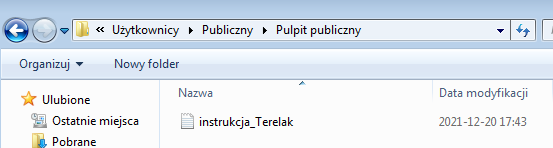 « Użytkownicy ▸ Publiczny ▸ Pulpit publiczny
Organizuj Nowy folder
Nazwa Data modyfikacji
Ulubione
Ostatnie miejsca
Pobrane
instrukcja_Terelak 2021-12-20 17:43